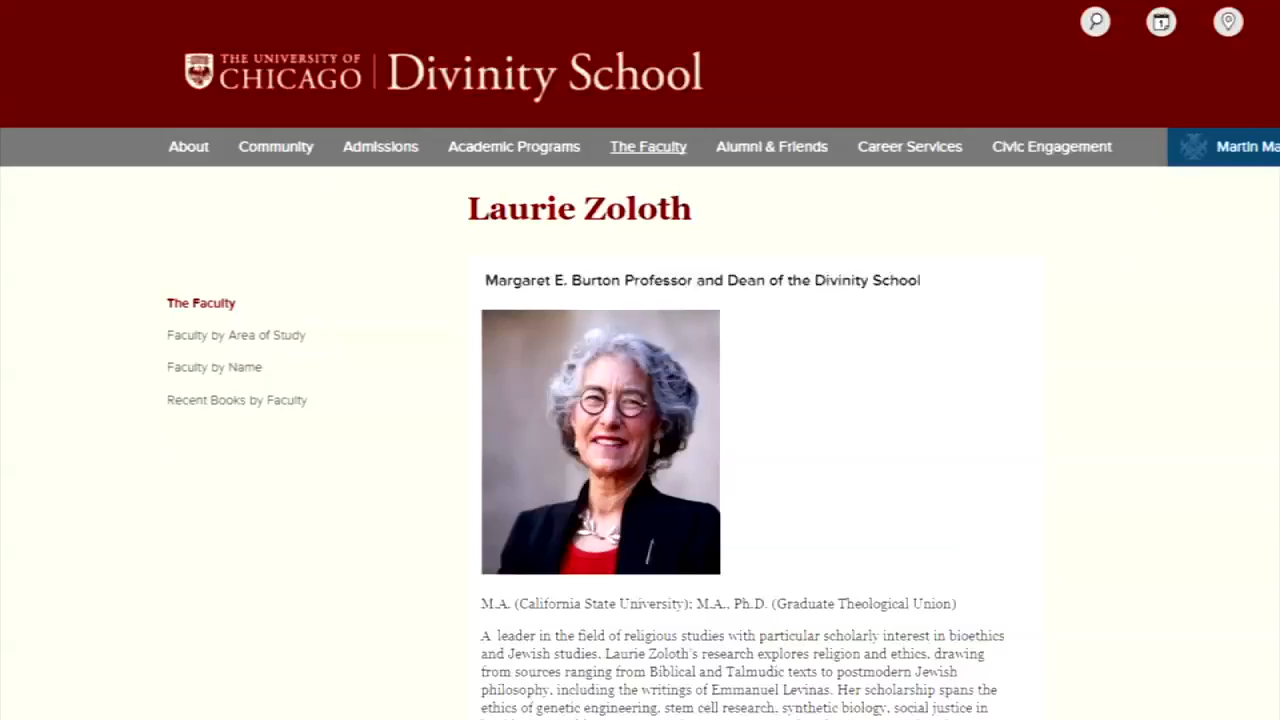 1
THE UNIVERSITY OF
CHICAGO
Divinity School
About Community Admissions Academic Programs The Faculty Alumni & Friends Career Services Civic Engagement Martin Ma
Laurie Zoloth
Margaret E. Burton Professor and Dean of the Divinity School
The Faculty
Faculty by Area of Study
Faculty by Name
Recent Books by Faculty
M.A. (California State University); M.A., Ph.D. (Graduate Theological Union)
A leader in the field of religious studies with particular scholarly interest in bioethics
and Jewish studies, Laurie Zoloth's research explores religion and ethics, drawing
from sources ranging from Biblical and Talmudic texts to postmodern Jewish
philosophy, including the writings of Emmanuel Levinas. Her scholarship spans the
ethics of genetic engineering, stem cell research, synthetic biology, social justice in